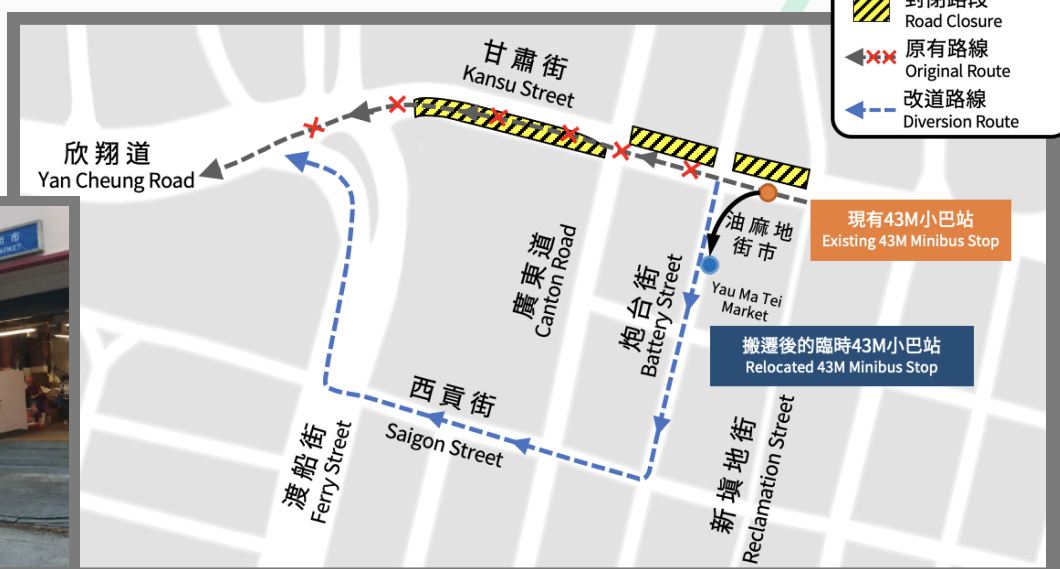 封閉路段
Road Closure
原有路線
Original Route
改道路線
Diversion Route
甘肅街
Kansu Street
欣翔道
Yan Cheung Road
現有43M小巴站
Existing 43M Minibus Stop
油麻地
街市
Yau Ma Tei
Market
廣東道
Canton Road
炮台街
Battery Street
搬遷後的臨時43M小巴站
Relocated 43M Minibus Stop
西貢街
Saigon Street
渡船街
Ferry Street
新填地街
Reclamation Street